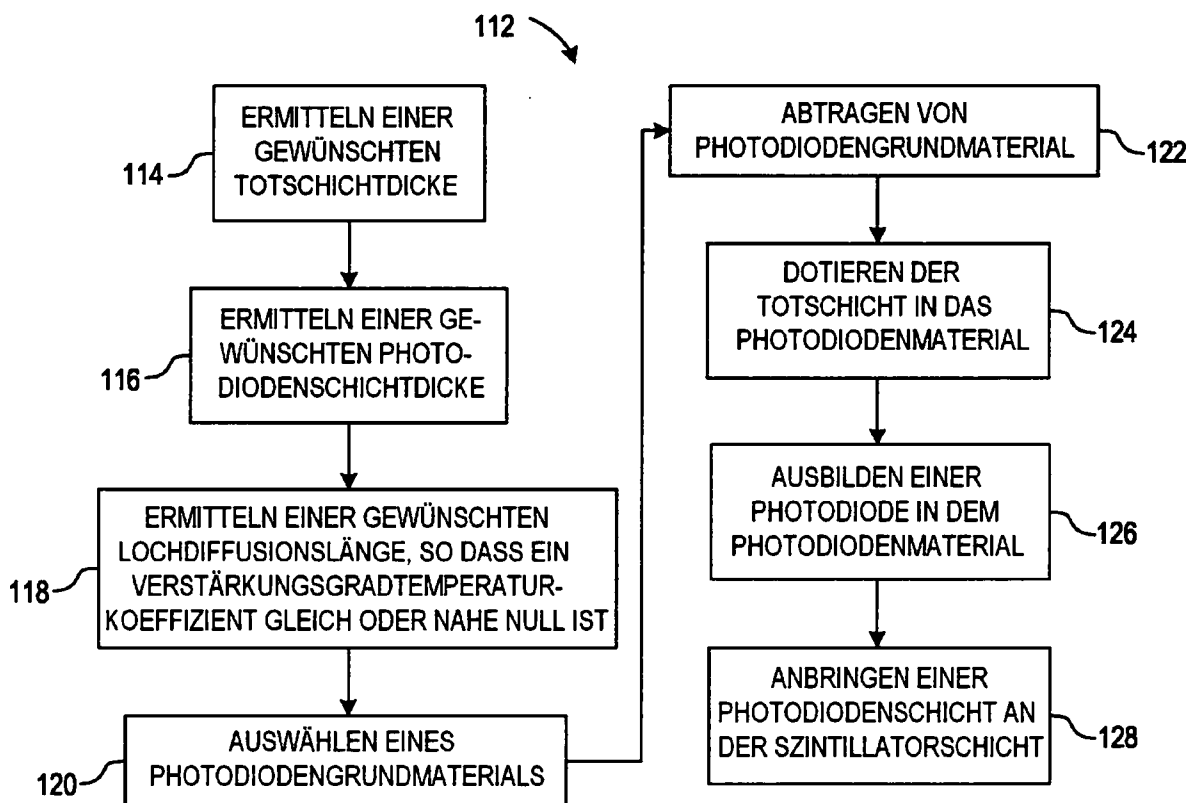 112
ERMITTELN EINER
GEWÜNSCHTEN
TOTSCHICHTDICKE
114
ERMITTELN EINER GE-
WÜNSCHTEN PHOTO-
DIODENSCHICHTDICKE
116
ERMITTELN EINER GEWÜNSCHTEN
LOCHDIFFUSIONSLÄNGE, SO DASS EIN
VERSTÄRKUNGSGRADTEMPERATUR-
KOEFFIZIENT GLEICH ODER NAHE NULL IST
118
AUSWÄHLEN EINES
PHOTODIODENGRUNDMATERIALS
120
ABTRAGEN VON
PHOTODIODENGRUNDMATERIAL
122
DOTIEREN DER
TOTSCHICHT IN DAS
PHOTODIODENMATERIAL
124
AUSBILDEN EINER
PHOTODIODE IN DEM
PHOTODIODENMATERIAL
126
ANBRINGEN EINER
PHOTODIODENSCHICHT AN
DER SZINTILLATORSCHICHT
128